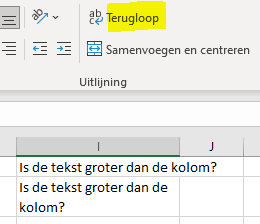 ab
c
Terugloop
Samenvoegen en centreren
Uitlijning
I J
Is de tekst groter dan de kolom?
Is de tekst groter dan de
kolom?